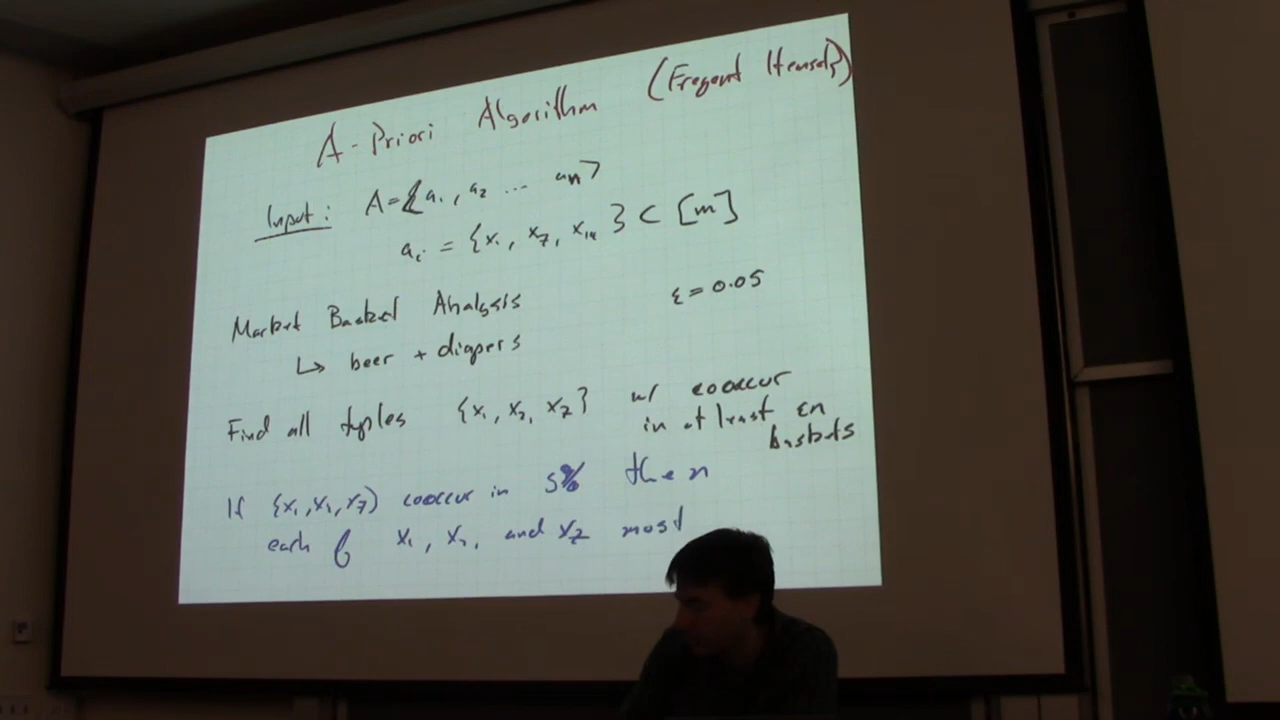 A-Priori Algorithm (Freqent Itemsets)
Input: A={a₁, a₂ ... aₙ}
aᵢ = {x₁, x₇, x₁₄} ⊂ [m]
Market Basket Analysis
ε = 0.05
↳ beer + diapers
Find all tuples {x₁, x₃, x₇} w/ cooccur
in at least εn
baskets
If {x₁, x₃, x₇} cooccur in 5% then
each of x₁, x₃, and x₇ most